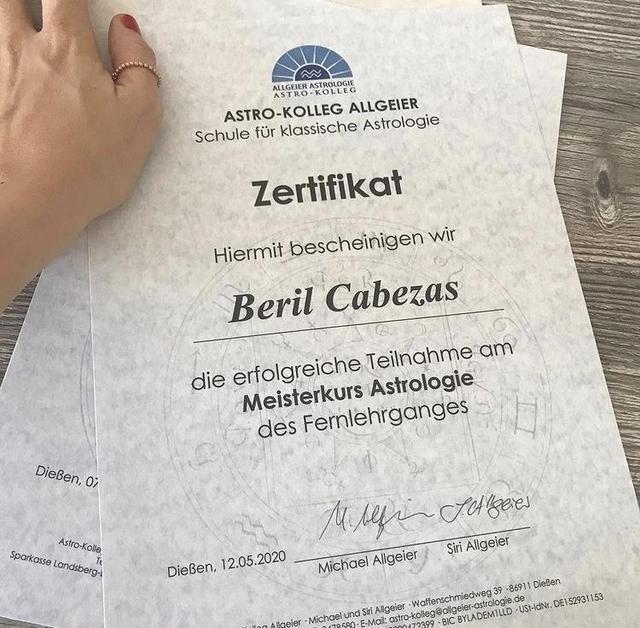 ALLGEIER ASTROLOGIE
ASTRO-KOLLEG
ASTRO-KOLLEG ALLGEIER
Schule für klassische Astrologie
Zertifikat
Hiermit bescheinigen wir
Beril Cabezas
die erfolgreiche Teilnahme am
Meisterkurs Astrologie
des Fernlehrganges
Dießen, 07
Astro-Kolle
Sparkasse Landsberg-
M. Allgeier S. Allgeier
Dießen, 12.05.2020
Michael Allgeier Siri Allgeier
Allgeier · Michael und Siri Allgeier · Waffenschmiedweg 39 · 86911 Dießen
E-Mail: astro-kolleg@allgeier-astrologie.de
BIC BYLADEM1LLD · USt-IdNr. DE152931153